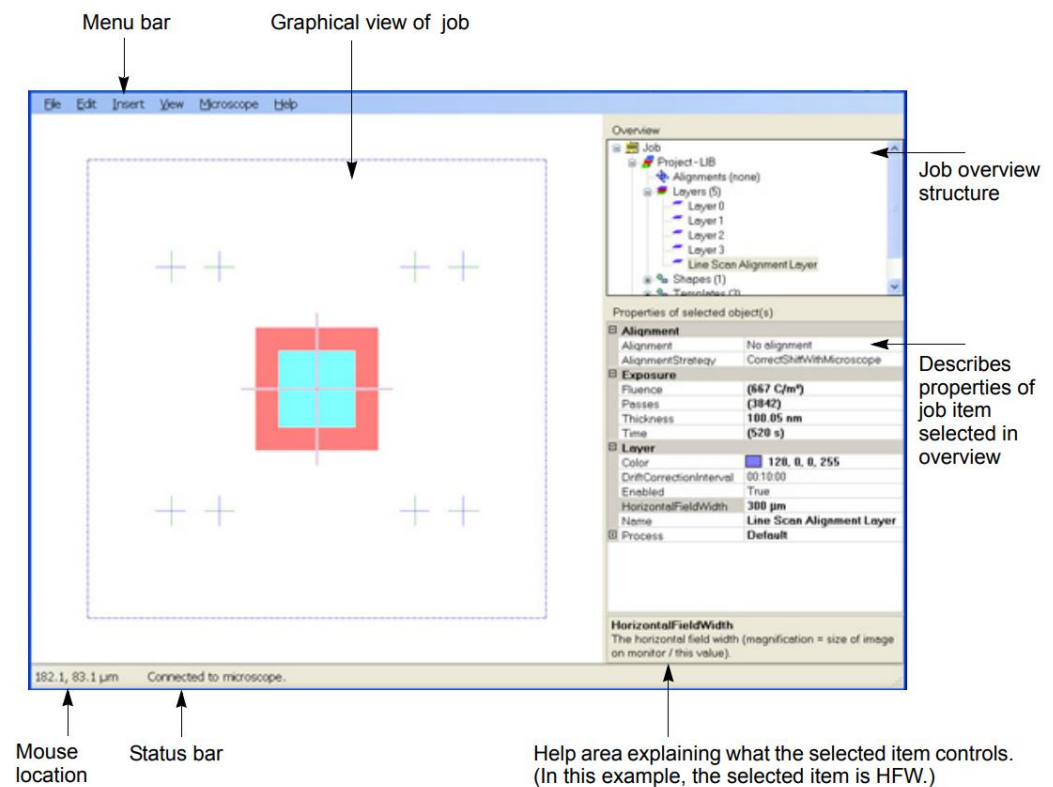 Menu bar
Graphical view of job
File Edit Insert View Microscope Help
Overview
Job
Project-LIB
Alignments (none)
Layers (5)
Layer 0
Layer 1
Layer 2
Layer 3
Line Scan Alignment Layer
Shapes (1)
Templates (3)
Job overview
structure
Properties of selected object(s)
Alignment
Alignment No alignment
AlignmentStrategy CorrectShiftWithMicroscope
Exposure
Fluence (667 C/m²)
Passes (3842)
Thickness 100.05 nm
Time (520 s)
Layer
Color 128, 0, 0, 255
DriftCorrectionInterval 00:10:00
Enabled True
HorizontalFieldWidth 300 µm
Name Line Scan Alignment Layer
Process Default
Describes
properties of
job item
selected in
overview
HorizontalFieldWidth
The horizontal field width (magnification = size of image
on monitor / this value).
182.1, 83.1 µm Connected to microscope.
Mouse
location
Status bar
Help area explaining what the selected item controls.
(In this example, the selected item is HFW.)